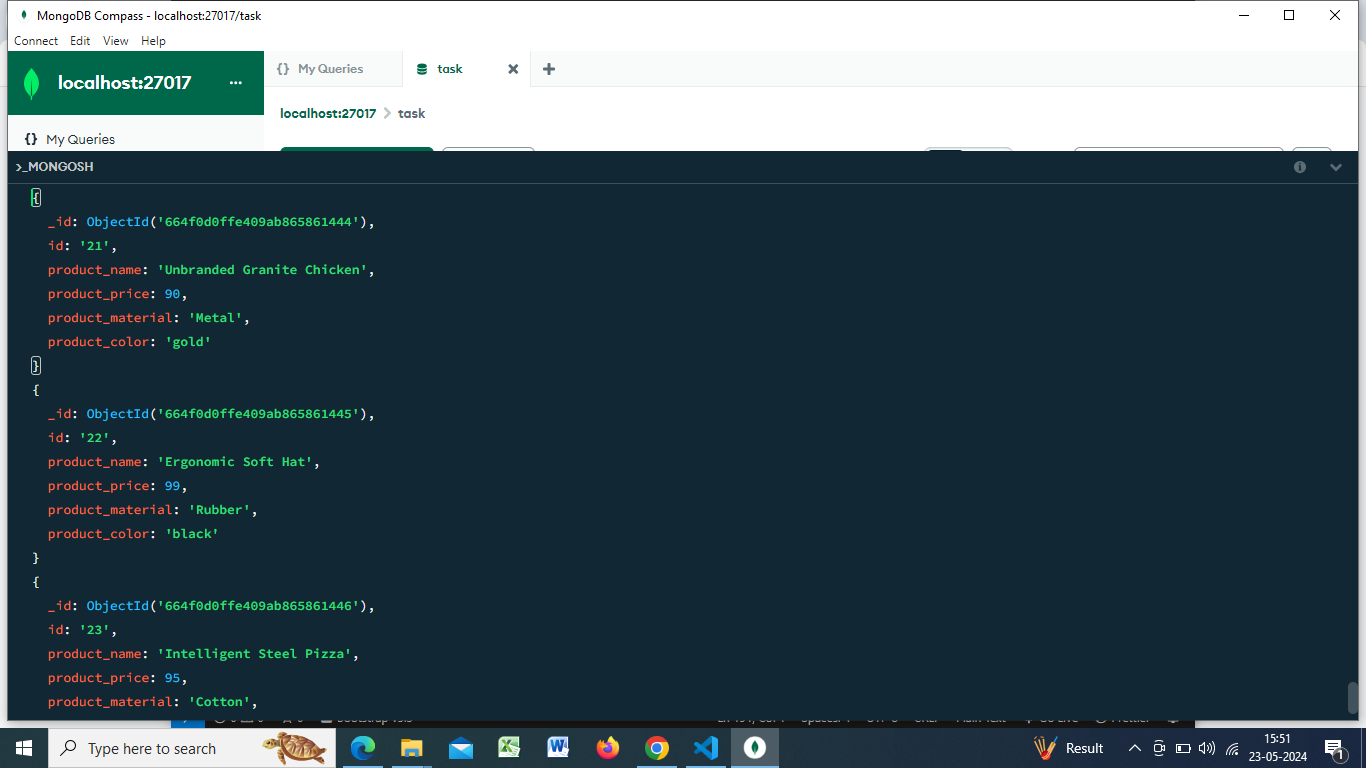 MongoDB Compass - localhost:27017/task
Connect Edit View Help
localhost:27017 ...
{} My Queries
task
localhost:27017 > task
{} My Queries
>_MONGOSH
{
_id: ObjectId('664f0d0ffe409ab865861444'),
id: '21',
product_name: 'Unbranded Granite Chicken',
product_price: 90,
product_material: 'Metal',
product_color: 'gold'
}
{
_id: ObjectId('664f0d0ffe409ab865861445'),
id: '22',
product_name: 'Ergonomic Soft Hat',
product_price: 99,
product_material: 'Rubber',
product_color: 'black'
}
{
_id: ObjectId('664f0d0ffe409ab865861446'),
id: '23',
product_name: 'Intelligent Steel Pizza',
product_price: 95,
product_material: 'Cotton',
Type here to search
Result
15:51
23-05-2024
1